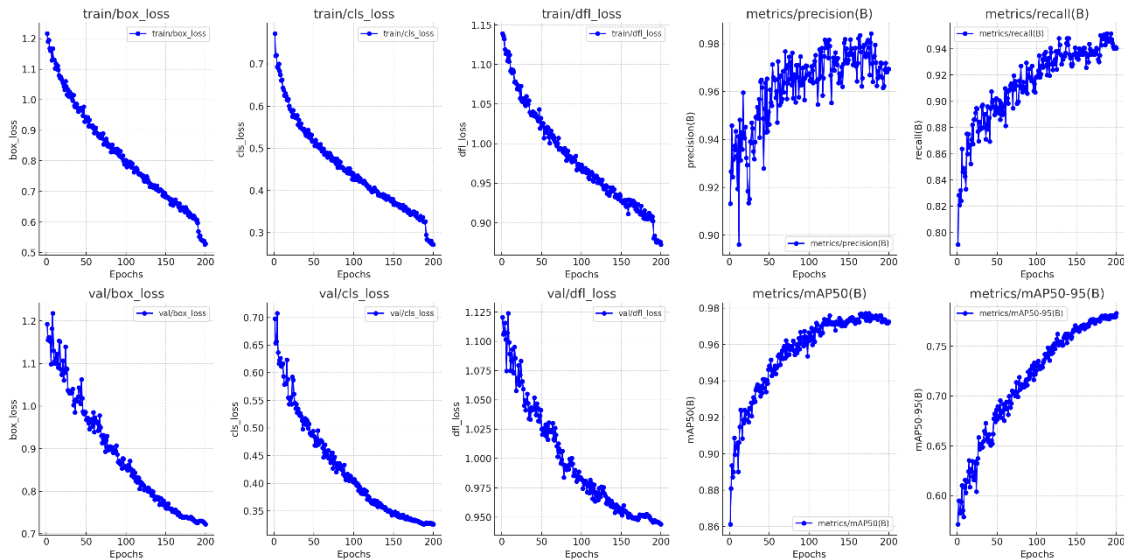 train/box_loss
train/box_loss
box_loss
1.2
1.1
1.0
0.9
0.8
0.7
0.6
0.5
0
50
100
150
200
Epochs
train/cls_loss
train/cls_loss
cls_loss
0.7
0.6
0.5
0.4
0.3
0
50
100
150
200
Epochs
train/dfl_loss
train/dfl_loss
dfl_loss
1.15
1.10
1.05
1.00
0.95
0.90
0
50
100
150
200
Epochs
metrics/precision(B)
metrics/precision(B)
precision(B)
0.98
0.96
0.94
0.92
0.90
0
50
100
150
200
Epochs
metrics/recall(B)
metrics/recall(B)
recall(B)
0.94
0.92
0.90
0.88
0.86
0.84
0.82
0.80
0
50
100
150
200
Epochs
val/box_loss
val/box_loss
box_loss
1.2
1.1
1.0
0.9
0.8
0.7
0
50
100
150
200
Epochs
val/cls_loss
val/cls_loss
cls_loss
0.70
0.65
0.60
0.55
0.50
0.45
0.40
0.35
0
50
100
150
200
Epochs
val/dfl_loss
val/dfl_loss
dfl_loss
1.125
1.100
1.075
1.050
1.025
1.000
0.975
0.950
0
50
100
150
200
Epochs
metrics/mAP50(B)
metrics/mAP50(B)
mAP50(B)
0.98
0.96
0.94
0.92
0.90
0.88
0.86
0
50
100
150
200
Epochs
metrics/mAP50-95(B)
metrics/mAP50-95(B)
mAP50-95(B)
0.75
0.70
0.65
0.60
0
50
100
150
200
Epochs